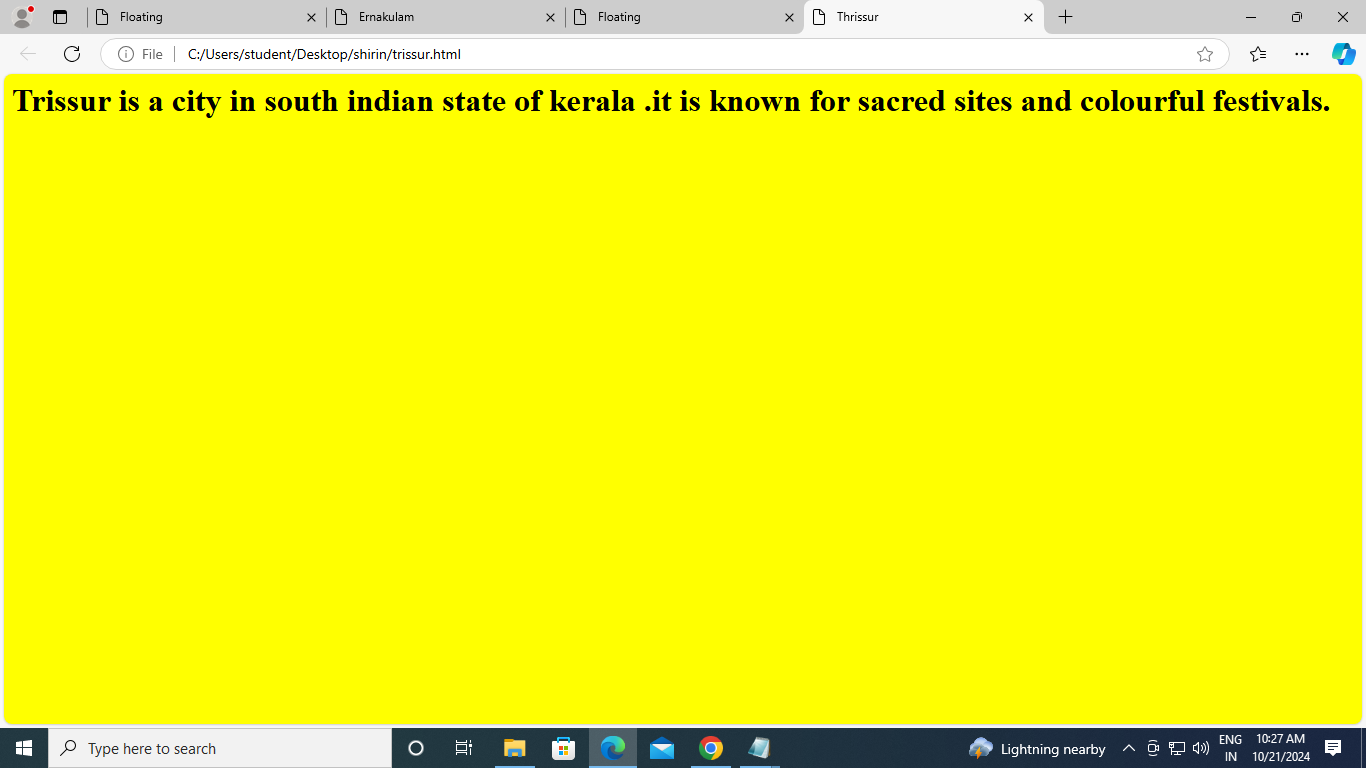 Floating
Ernakulam
Floating
Thrissur
File
C:/Users/student/Desktop/shirin/trissur.html
Trissur is a city in south indian state of kerala .it is known for sacred sites and colourful festivals.
Type here to search
Lightning nearby
ENG
IN
10:27 AM
10/21/2024